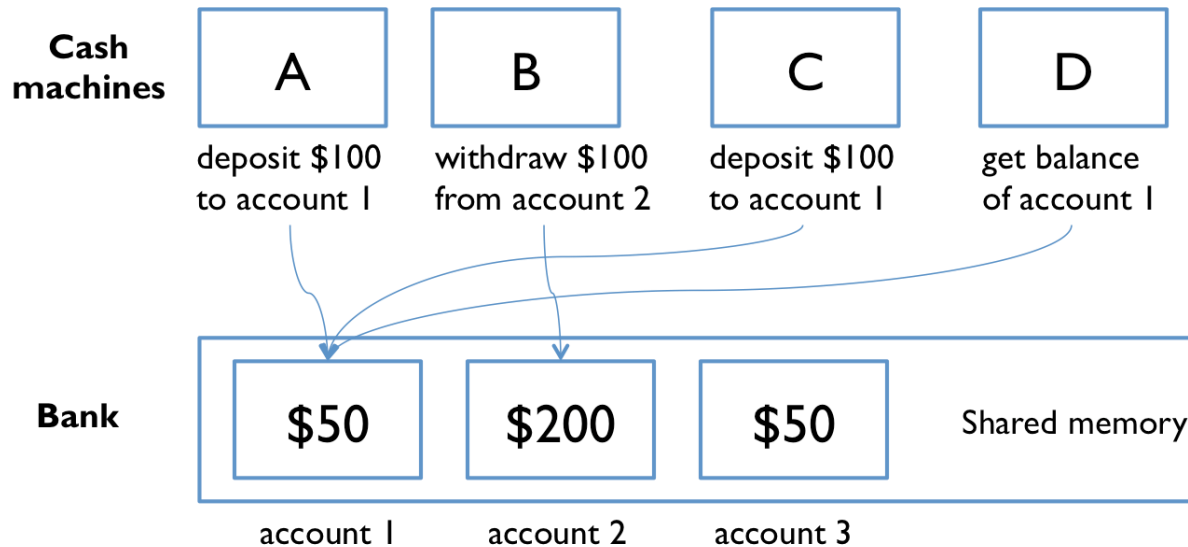 Cash
machines
A
B
C
D
deposit $100
to account 1
withdraw $100
from account 2
deposit $100
to account 1
get balance
of account 1
Bank
$50
$200
$50
Shared memory
account 1
account 2
account 3